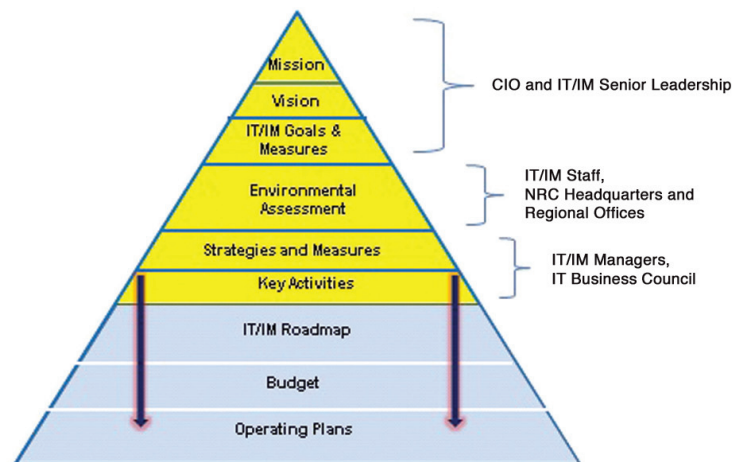 Mission
Vision
IT/IM Goals &
Measures
CIO and IT/IM Senior Leadership
Environmental
Assessment
IT/IM Staff,
NRC Headquarters and
Regional Offices
Strategies and Measures
Key Activities
IT/IM Managers,
IT Business Council
IT/IM Roadmap
Budget
Operating Plans